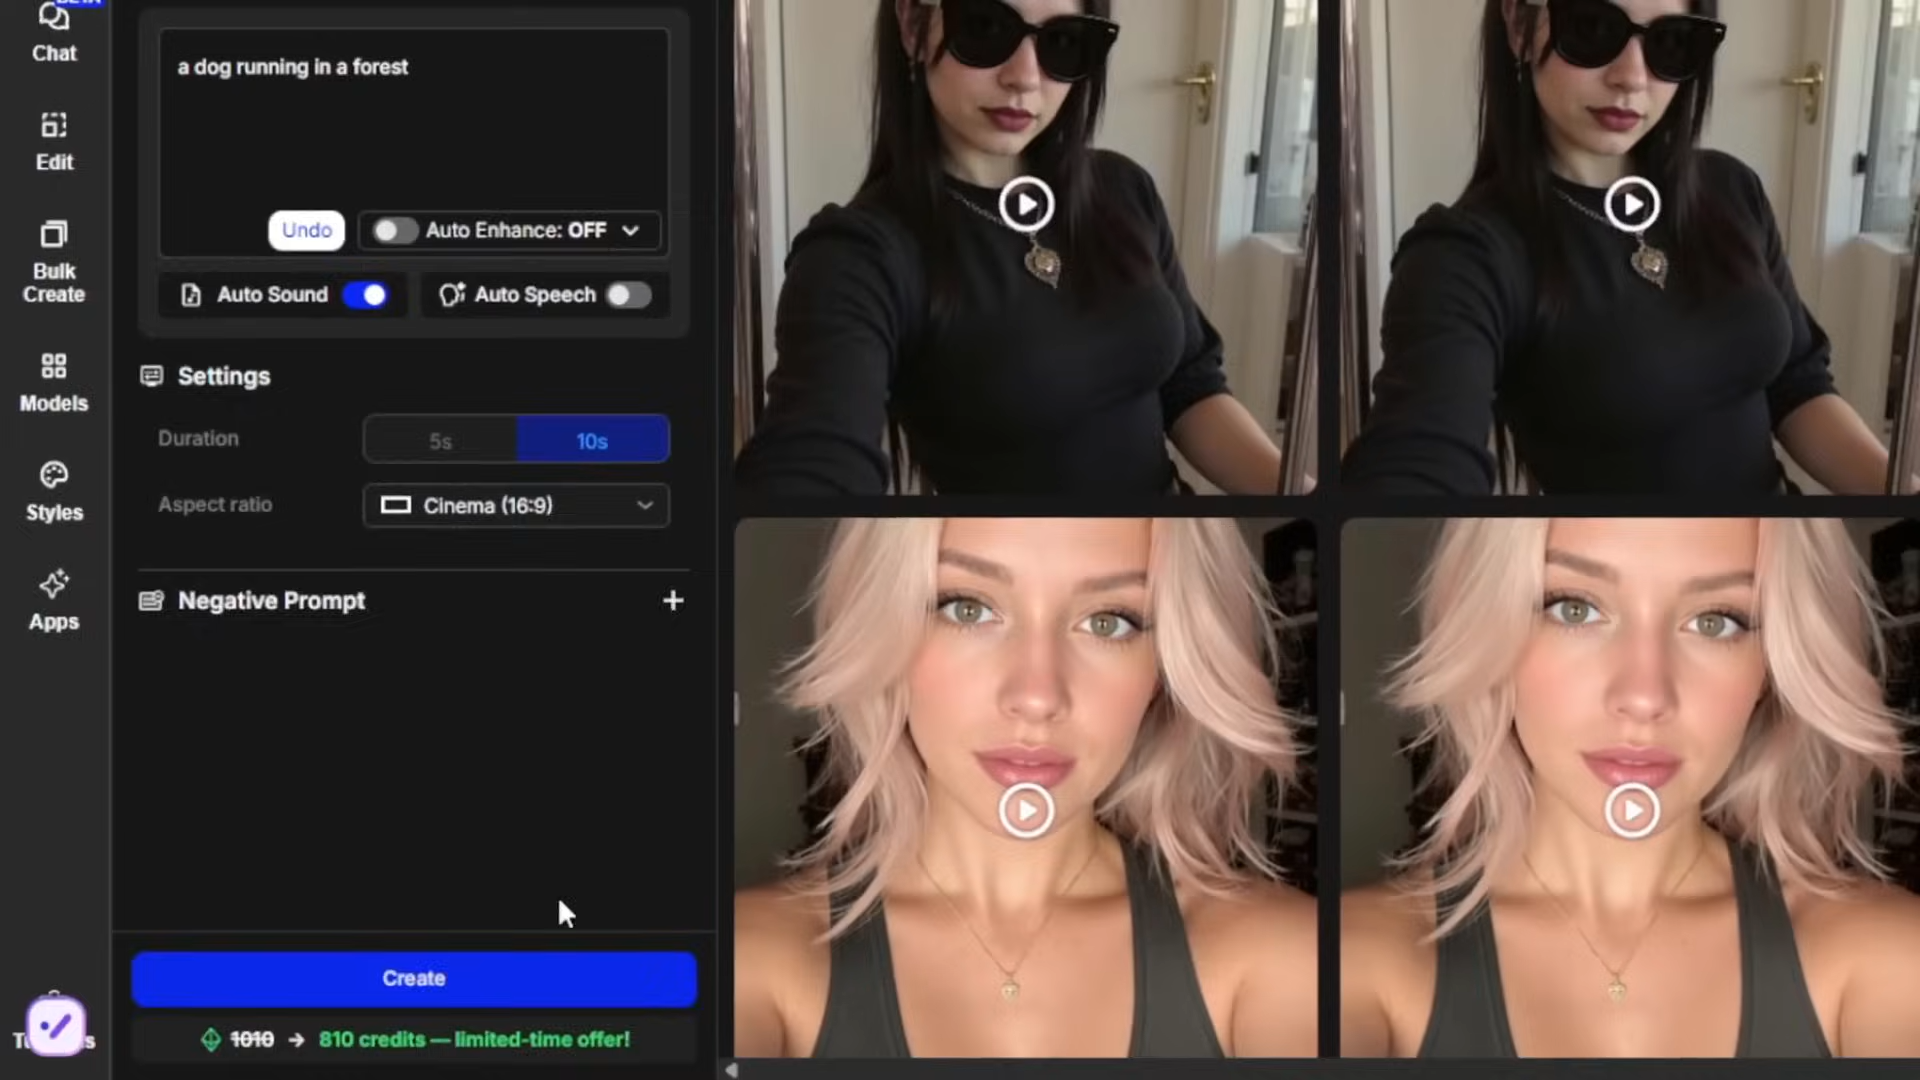 BETA
Chat
Edit
Bulk
Create
Models
Styles
Apps
a dog running in a forest
Undo
Auto Enhance: OFF
Auto Sound
Auto Speech
Settings
Duration
5s
10s
Aspect ratio
Cinema (16:9)
Negative Prompt
Create
1010 → 810 credits — limited-time offer!